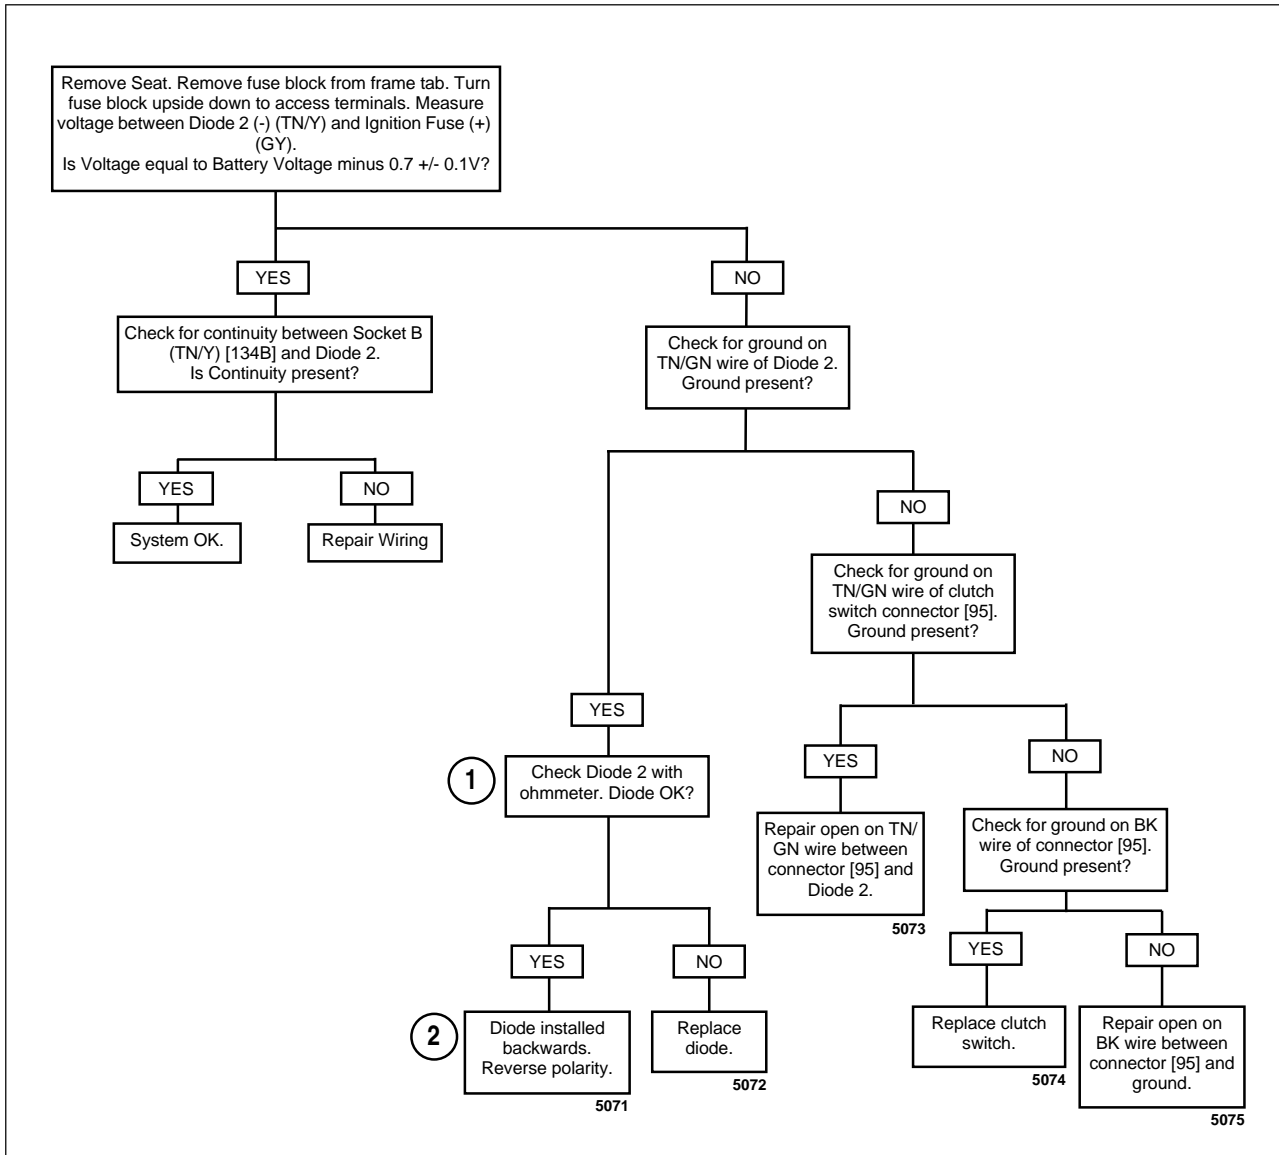 Remove Seat. Remove fuse block from frame tab. Turn
fuse block upside down to access terminals. Measure
voltage between Diode 2 (-) (TN/Y) and Ignition Fuse (+)
(GY).
Is Voltage equal to Battery Voltage minus 0.7 +/- 0.1V?
YES
NO
Check for continuity between Socket B
(TN/Y) [134B] and Diode 2.
Is Continuity present?
Check for ground on
TN/GN wire of Diode 2.
Ground present?
YES
NO
System OK.
Repair Wiring
NO
Check for ground on
TN/GN wire of clutch
switch connector [95].
Ground present?
YES
1
Check Diode 2 with
ohmmeter. Diode OK?
YES
NO
Repair open on TN/
GN wire between
connector [95] and
Diode 2.
5073
Check for ground on BK
wire of connector [95].
Ground present?
YES
NO
YES
NO
2
Diode installed
backwards.
Reverse polarity.
5071
Replace
diode.
5072
Replace clutch
switch.
5074
Repair open on
BK wire between
connector [95] and
ground.
5075